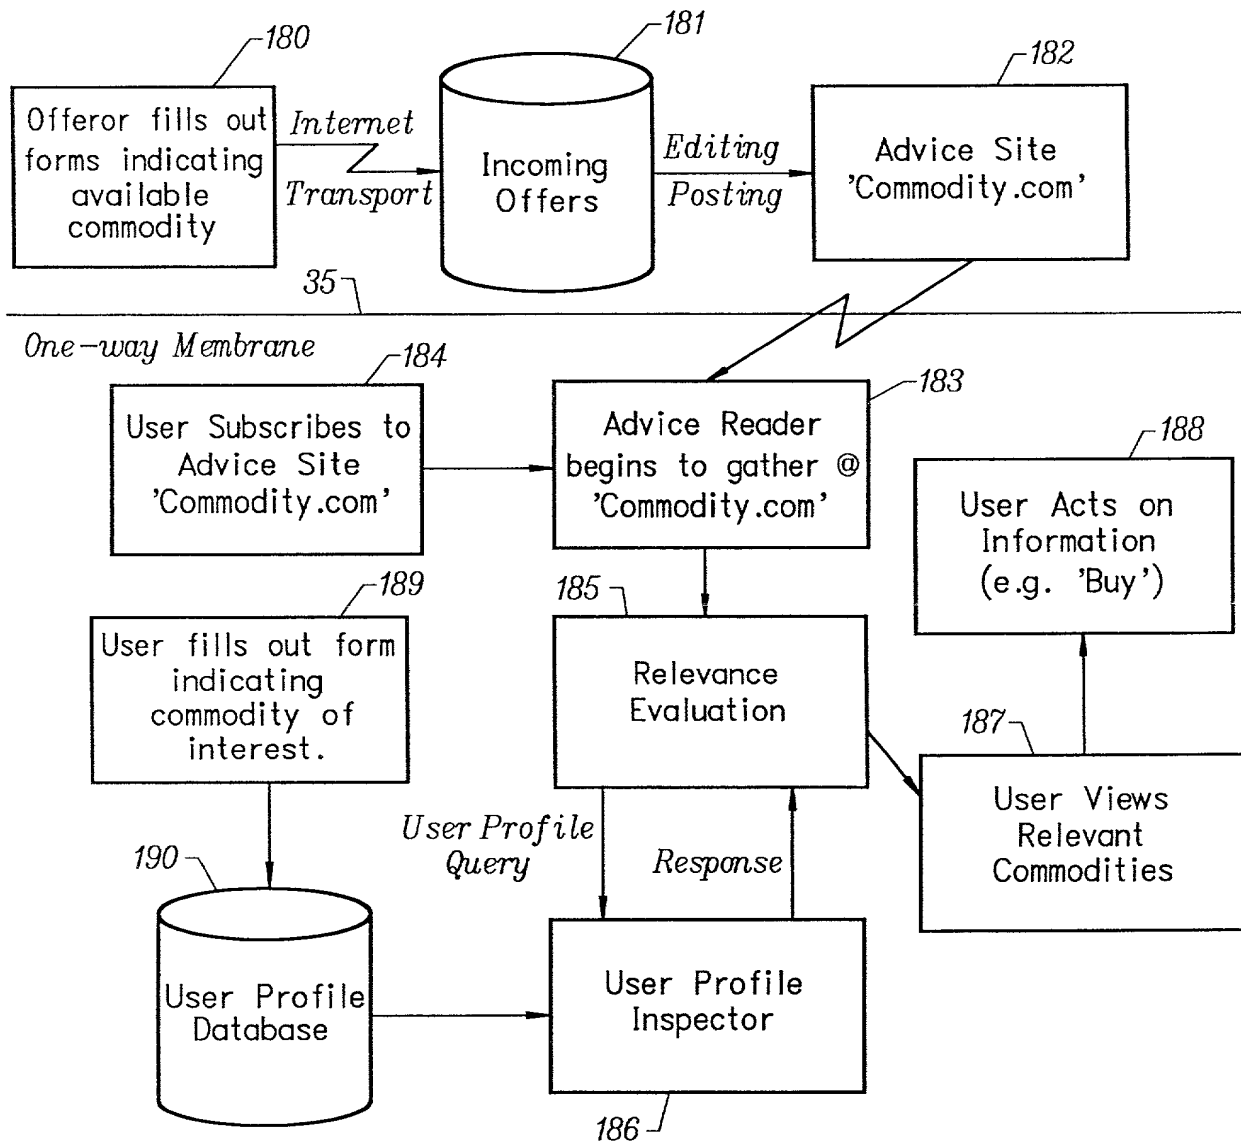 180
Offeror fills out
forms indicating
available
commodity
Internet
Transport
181
Incoming
Offers
Editing
Posting
182
Advice Site
'Commodity.com'
35
One-way Membrane
184
User Subscribes to
Advice Site
'Commodity.com'
183
Advice Reader
begins to gather @
'Commodity.com'
188
User Acts on
Information
(e.g. 'Buy')
189
User fills out form
indicating
commodity of
interest.
185
Relevance
Evaluation
187
User Views
Relevant
Commodities
User Profile
Query
Response
190
User Profile
Database
User Profile
Inspector
186